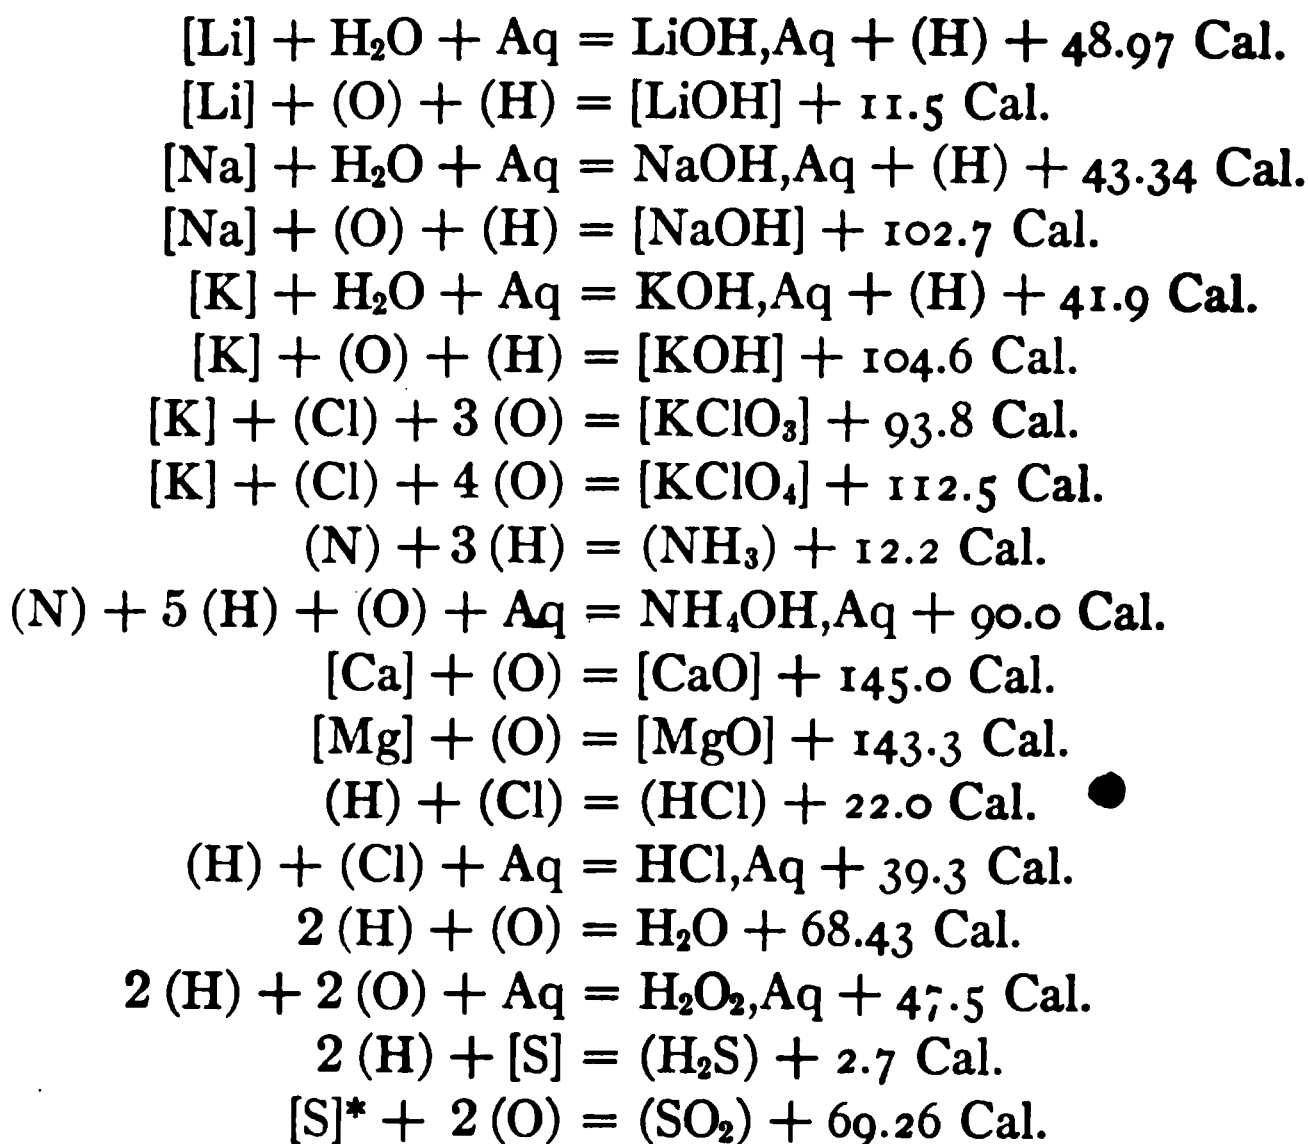 [Li] + H₂O + Aq = LiOH,Aq + (H) + 48.97 Cal.
[Li] + (O) + (H) = [LiOH] + 11.5 Cal.
[Na] + H₂O + Aq = NaOH,Aq + (H) + 43.34 Cal.
[Na] + (O) + (H) = [NaOH] + 102.7 Cal.
[K] + H₂O + Aq = KOH,Aq + (H) + 41.9 Cal.
[K] + (O) + (H) = [KOH] + 104.6 Cal.
[K] + (Cl) + 3 (O) = [KClO₃] + 93.8 Cal.
[K] + (Cl) + 4 (O) = [KClO₄] + 112.5 Cal.
(N) + 3 (H) = (NH₃) + 12.2 Cal.
(N) + 5 (H) + (O) + Aq = NH₄OH,Aq + 90.0 Cal.
[Ca] + (O) = [CaO] + 145.0 Cal.
[Mg] + (O) = [MgO] + 143.3 Cal.
(H) + (Cl) = (HCl) + 22.0 Cal.
(H) + (Cl) + Aq = HCl,Aq + 39.3 Cal.
2 (H) + (O) = H₂O + 68.43 Cal.
2 (H) + 2 (O) + Aq = H₂O₂,Aq + 47.5 Cal.
2 (H) + [S] = (H₂S) + 2.7 Cal.
[S]* + 2 (O) = (SO₂) + 69.26 Cal.